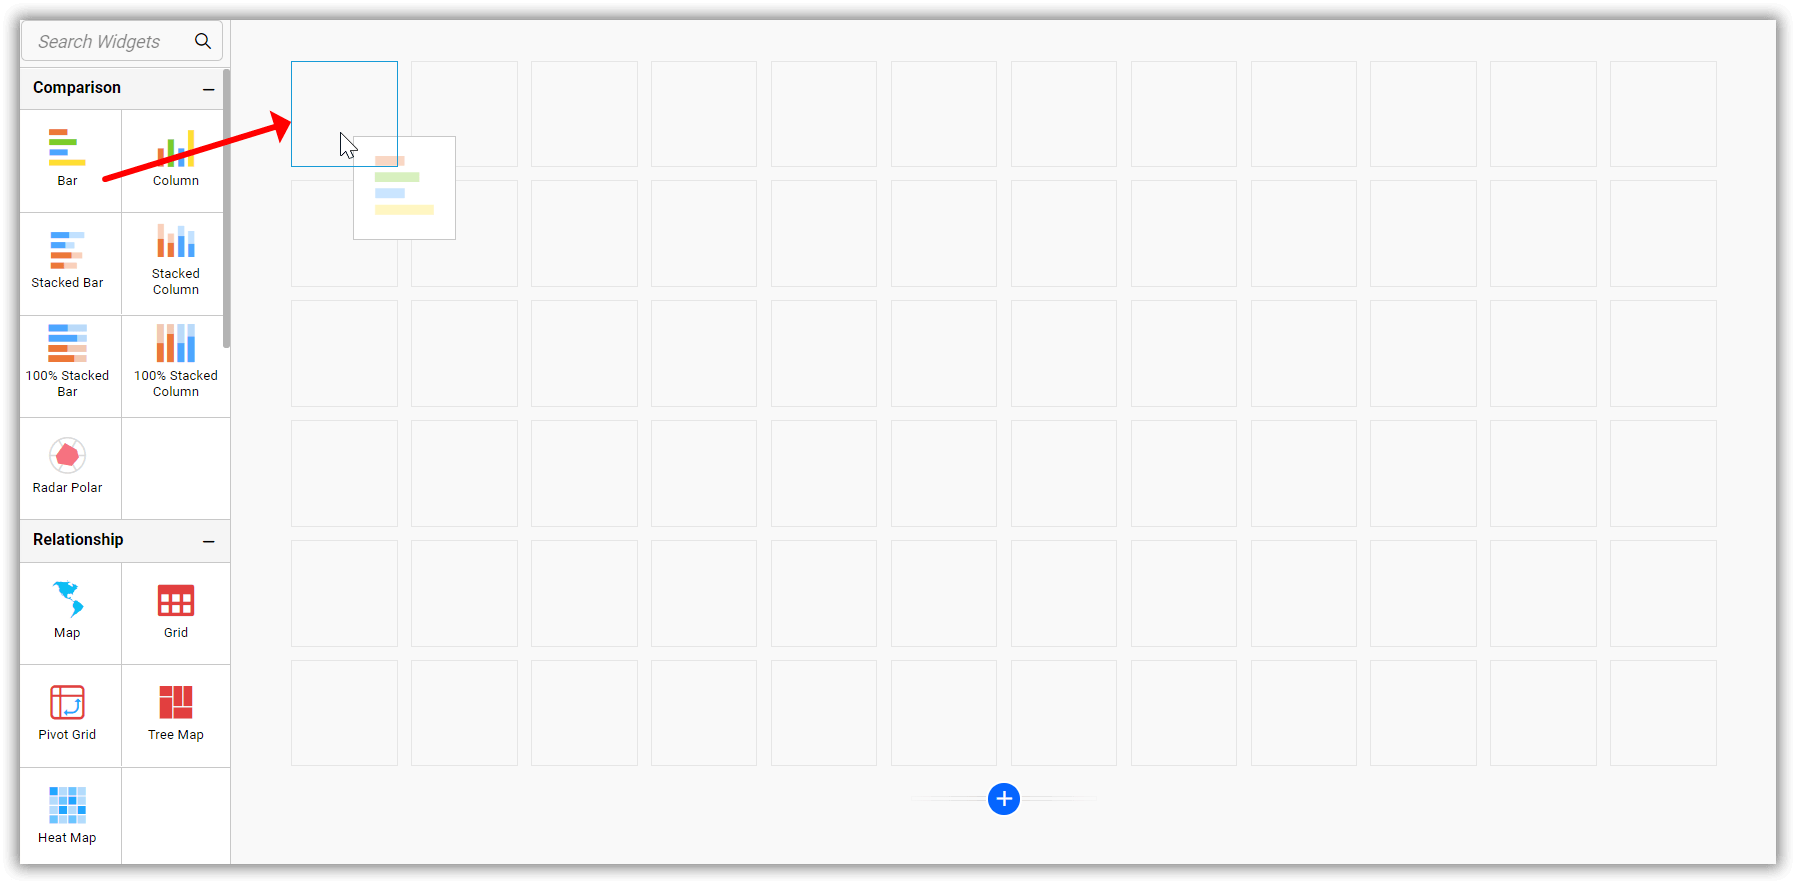 Search Widgets
Comparison
Bar
Column
Stacked Bar
Stacked
Column
100% Stacked
Bar
100% Stacked
Column
Radar Polar
Relationship
Map
Grid
Pivot Grid
Tree Map
Heat Map